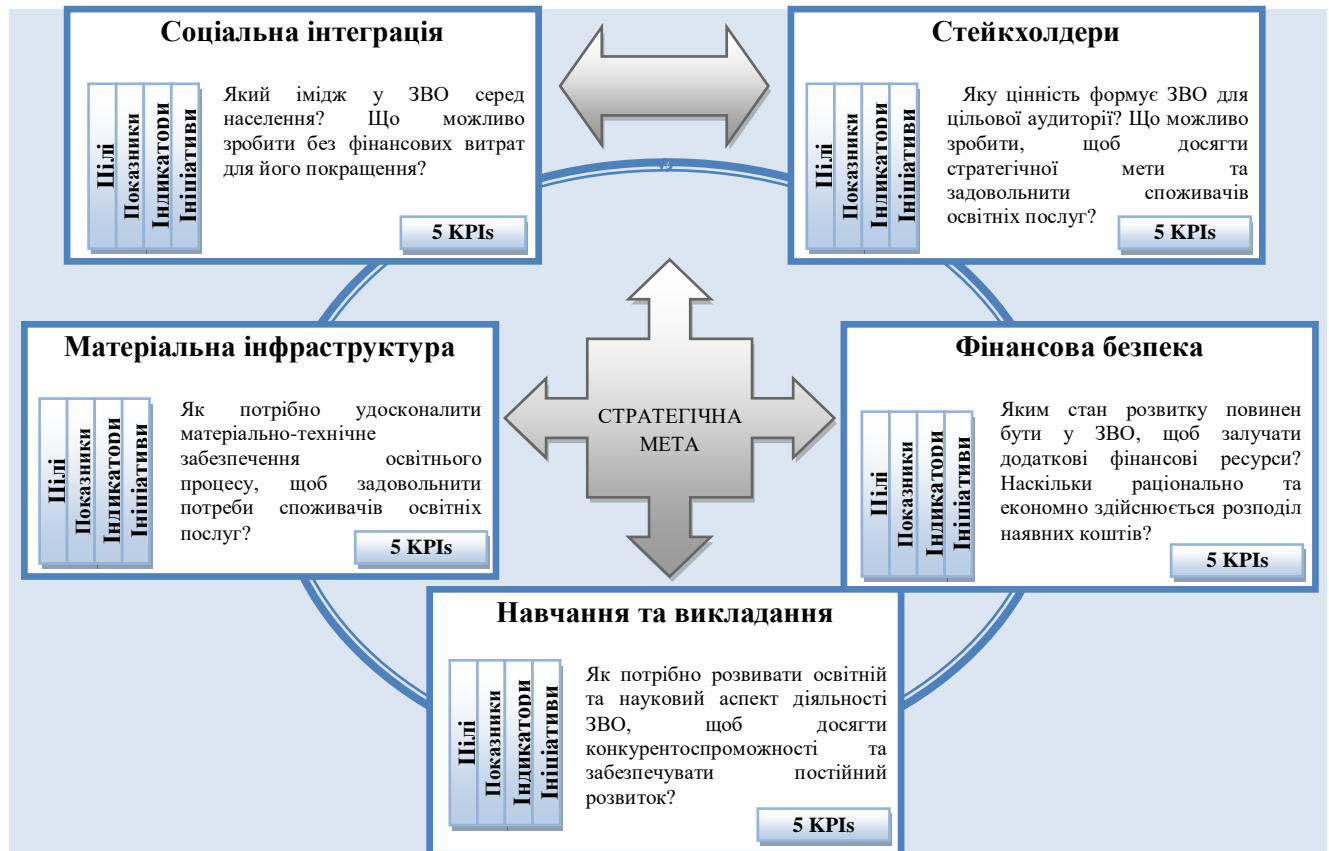 Соціальна інтеграція
Цілі
Показники
Індикатори
Ініціативи
Який імідж у ЗВО серед
населення? Що можливо
зробити без фінансових витрат
для його покращення?
5 KPIs
Стейкхолдери
Цілі
Показники
Індикатори
Ініціативи
Яку цінність формує ЗВО для
цільової аудиторії? Що можливо
зробити, щоб досягти
стратегічної мети та
задовольнити споживачів
освітніх послуг?
5 KPIs
Матеріальна інфраструктура
Цілі
Показники
Індикатори
Ініціативи
Як потрібно удосконалити
матеріально-технічне
забезпечення освітнього
процесу, щоб задовольнити
потреби споживачів освітніх
послуг?
5 KPIs
СТРАТЕГІЧНА
МЕТА
Фінансова безпека
Цілі
Показники
Індикатори
Ініціативи
Яким стан розвитку повинен
бути у ЗВО, щоб залучати
додаткові фінансові ресурси?
Наскільки раціонально та
економно здійснюється розподіл
наявних коштів?
5 KPIs
Навчання та викладання
Цілі
Показники
Індикатори
Ініціативи
Як потрібно розвивати освітній
та науковий аспект діяльності
ЗВО, щоб досягти
конкурентоспроможності та
забезпечувати постійний
розвиток?
5 KPIs